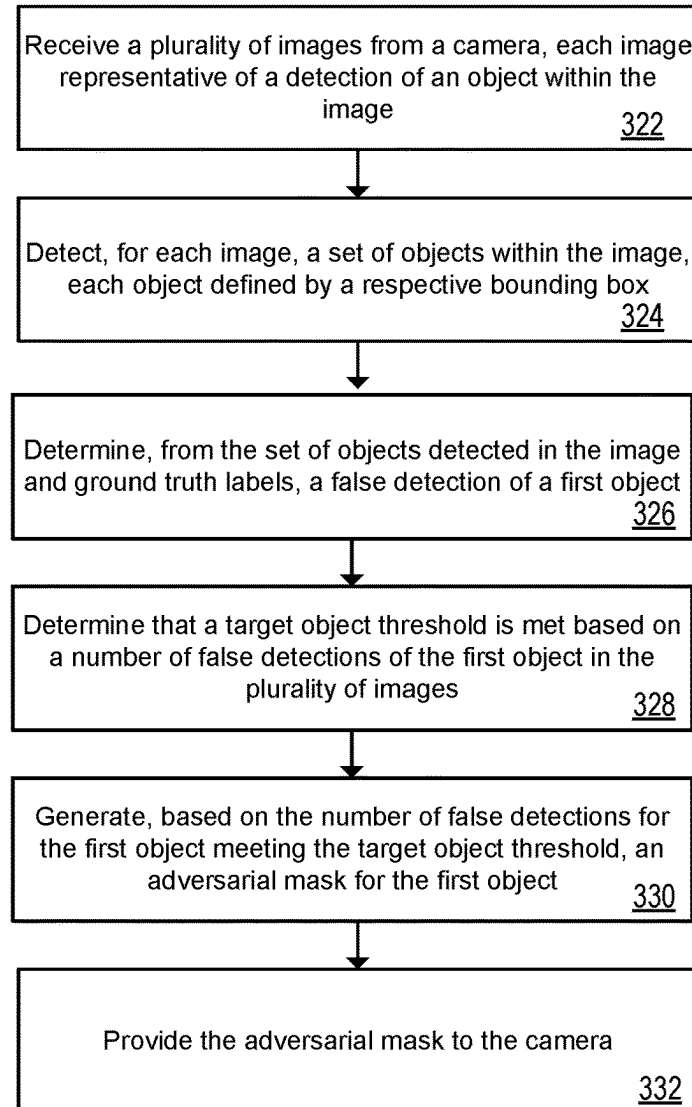 Receive a plurality of images from a camera, each image
representative of a detection of an object within the
image
322
Detect, for each image, a set of objects within the image,
each object defined by a respective bounding box
324
Determine, from the set of objects detected in the image
and ground truth labels, a false detection of a first object
326
Determine that a target object threshold is met based on
a number of false detections of the first object in the
plurality of images
328
Generate, based on the number of false detections for
the first object meeting the target object threshold, an
adversarial mask for the first object
330
Provide the adversarial mask to the camera
332